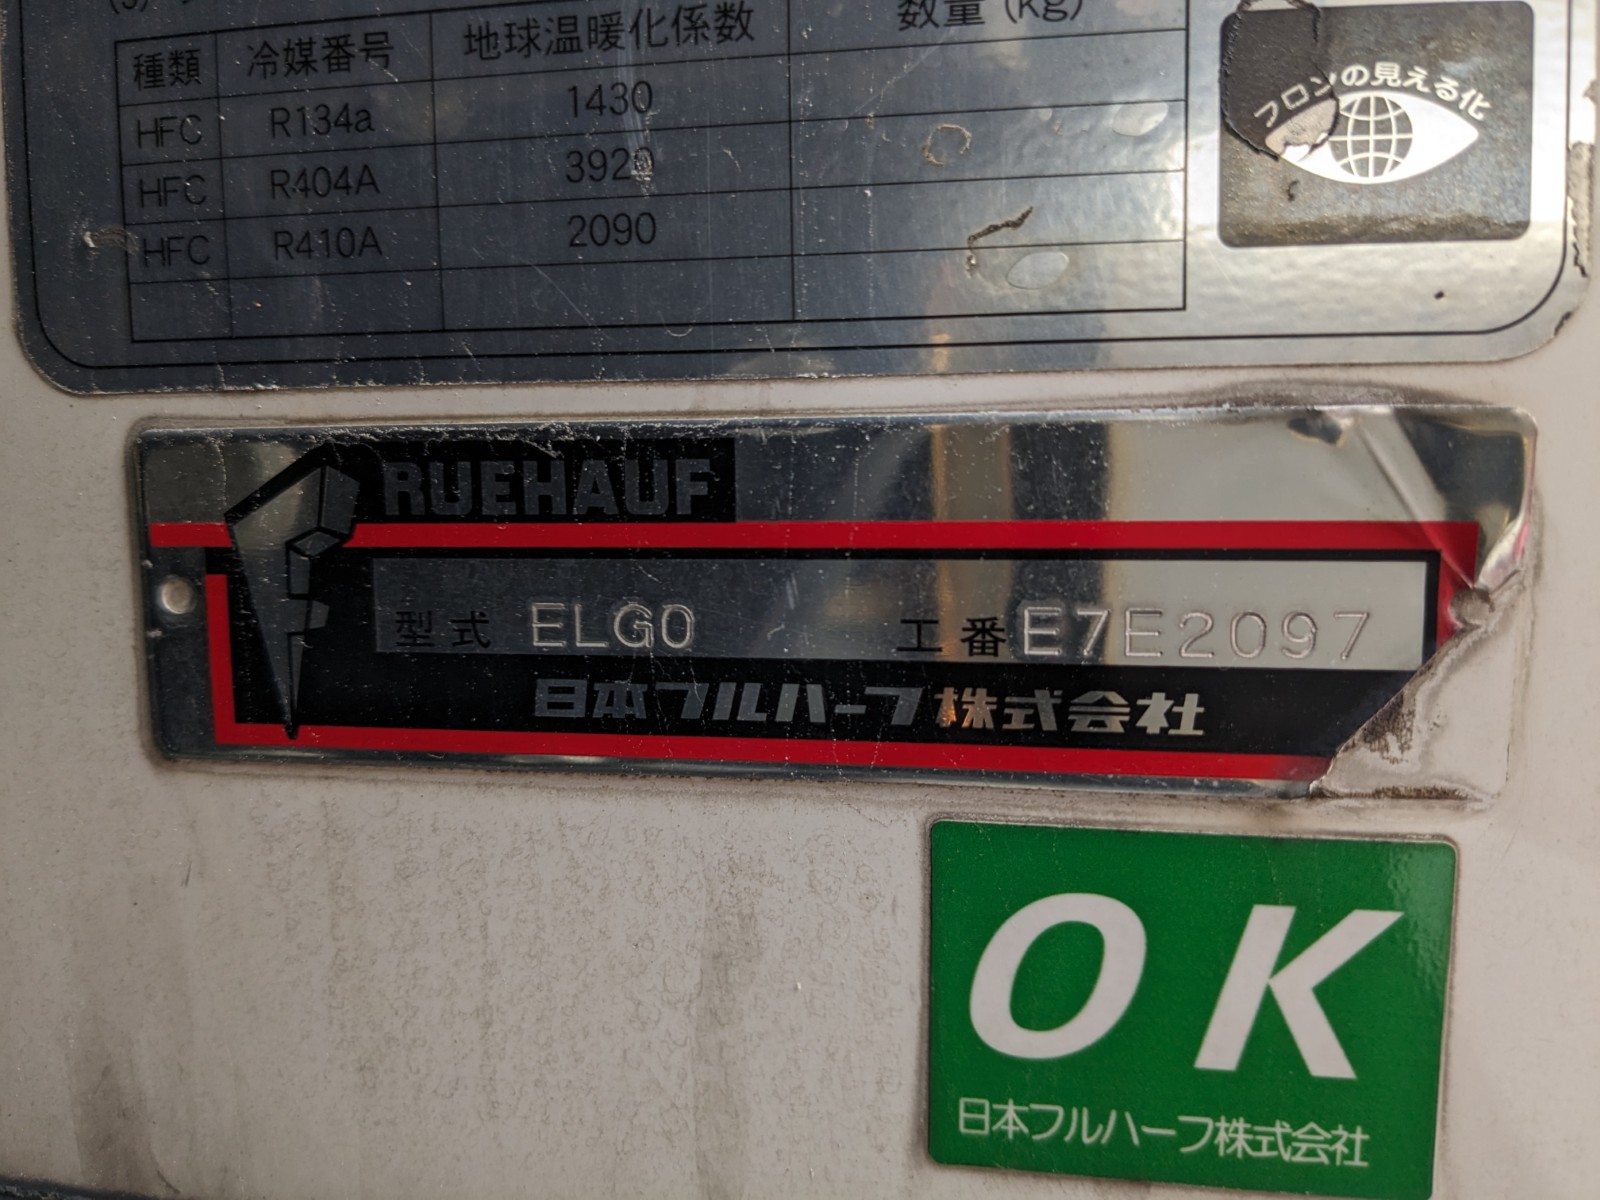 種類 冷媒番号 地球温暖化係数 数量 (kg)
HFC R134a 1430
HFC R404A 3920
HFC R410A 2090
フロンの見える化
FRUEHAUF
型式 ELG0 工番 E7E2097
日本フルハーフ株式会社
OK
日本フルハーフ株式会社